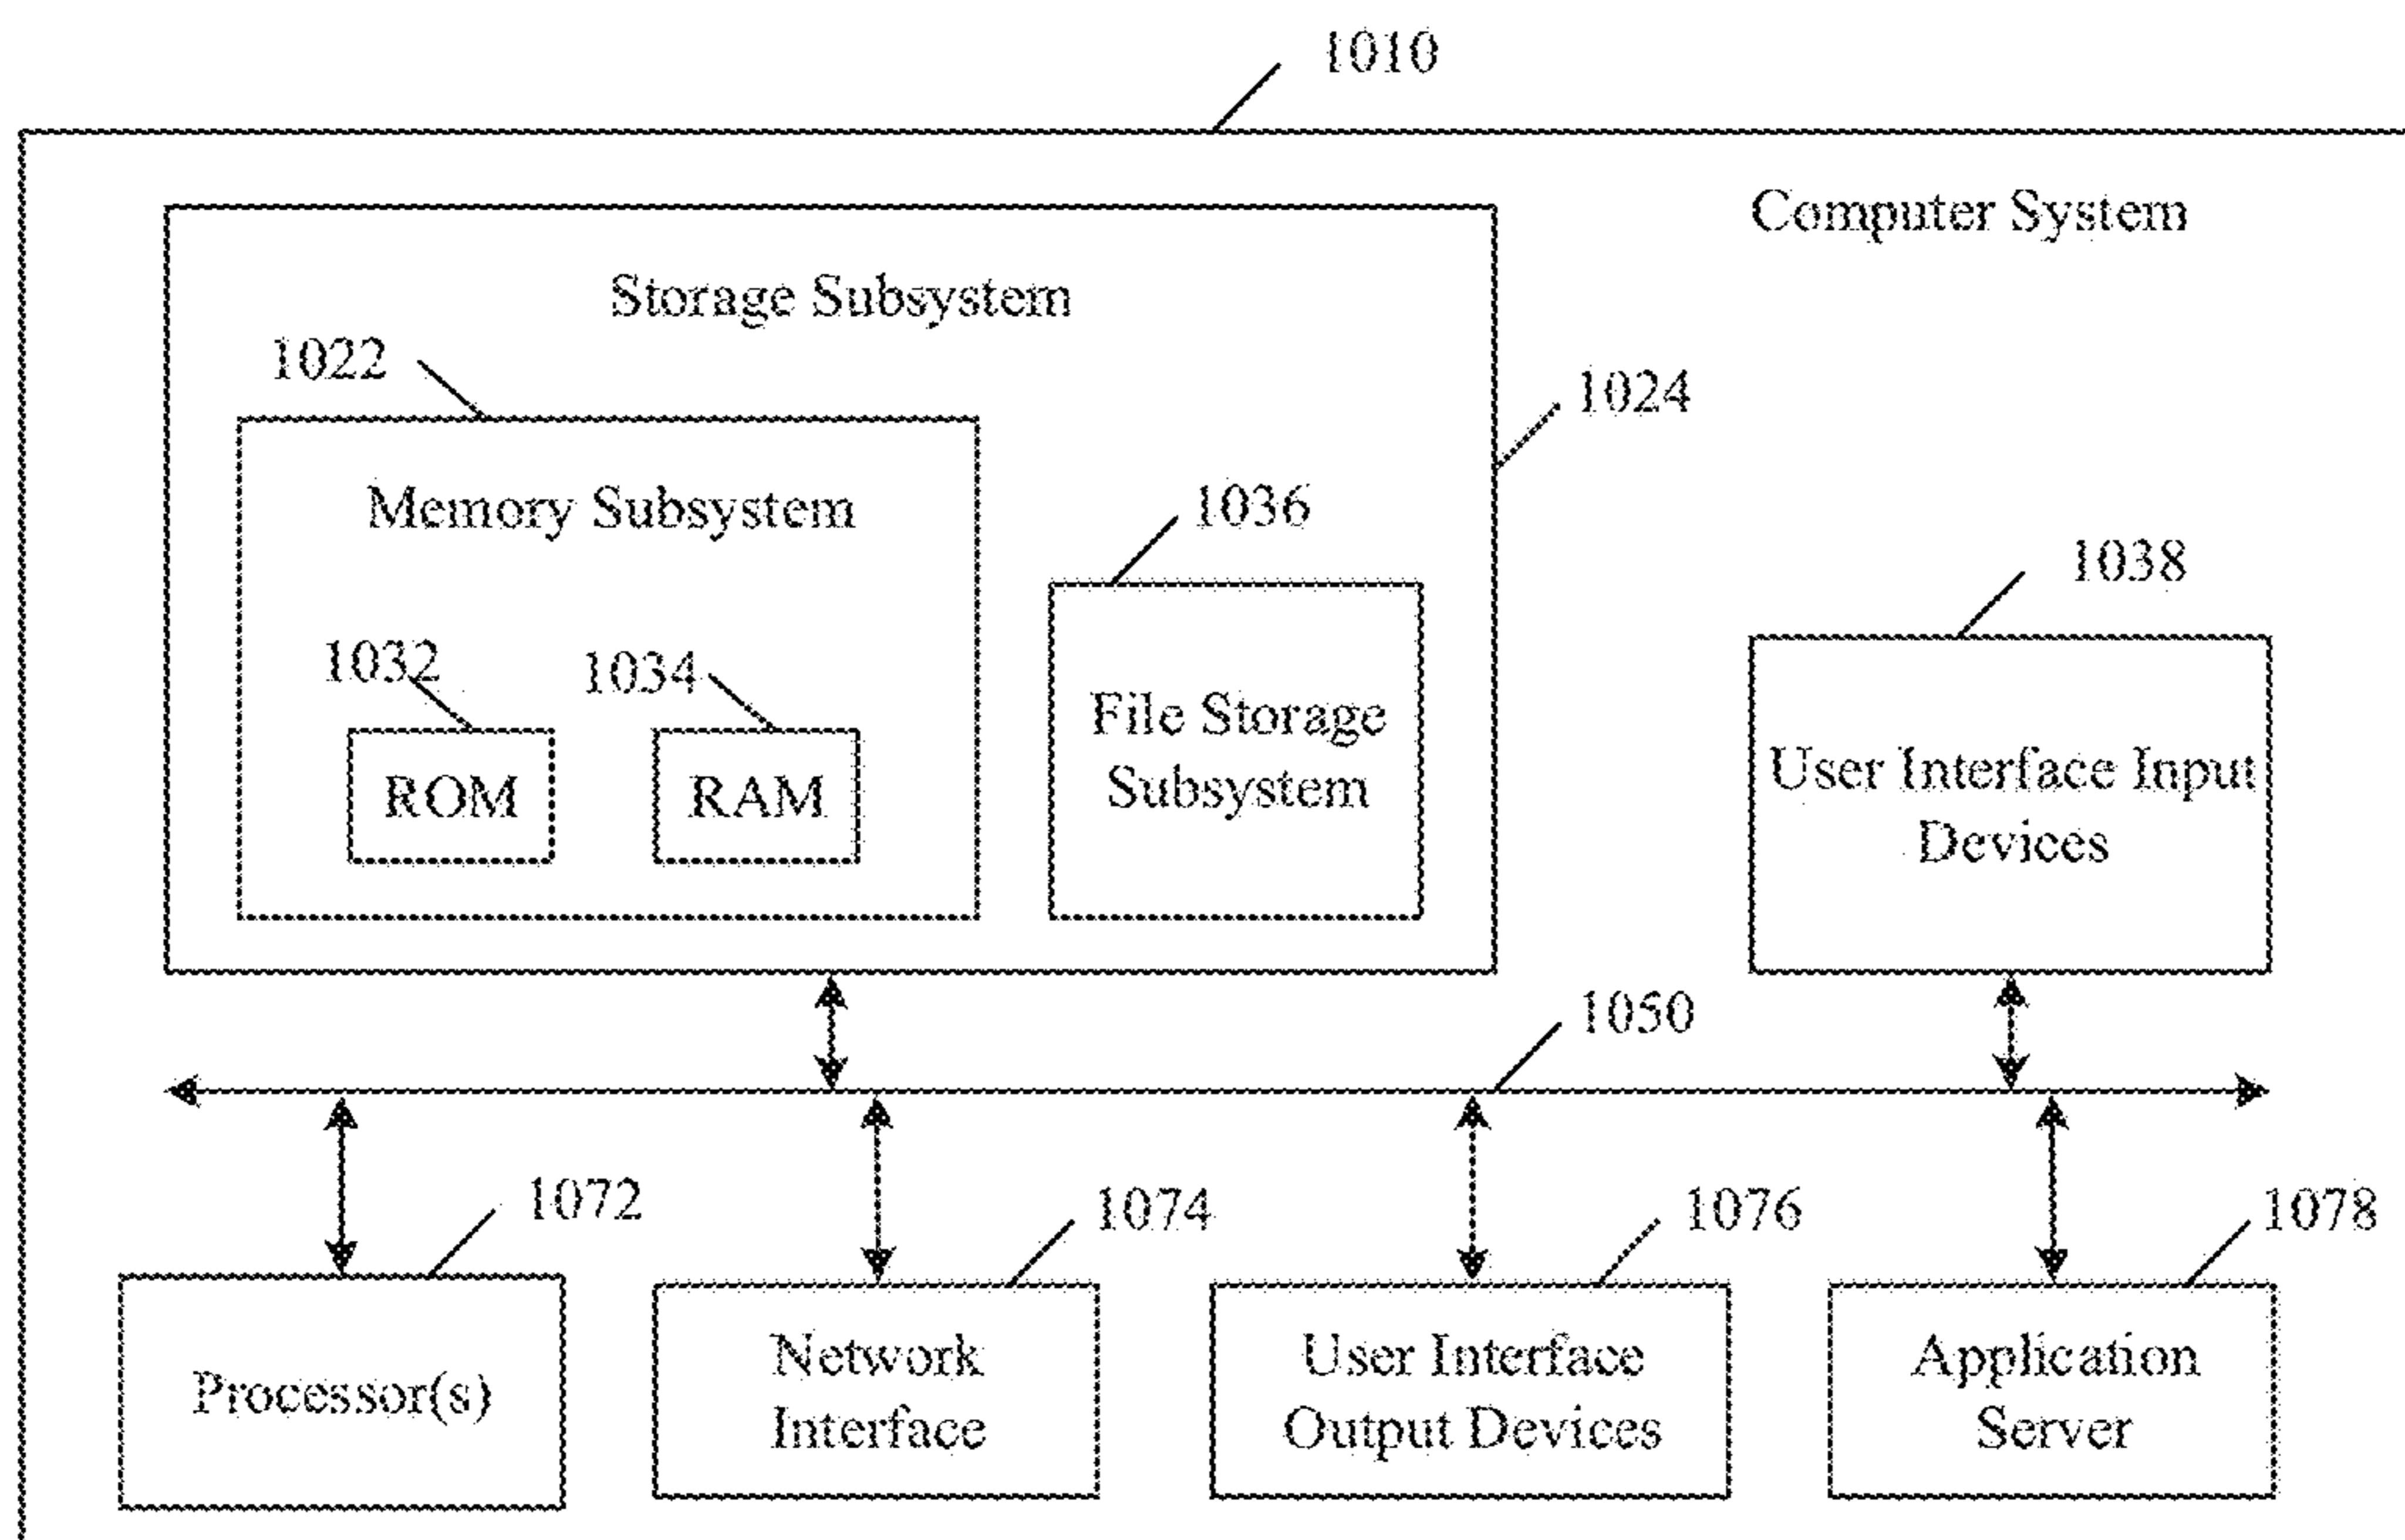 1010
Computer System
Storage Subsystem
1022
1024
Memory Subsystem
1036
1038
1032
1034
File Storage
Subsystem
ROM
RAM
User Interface Input
Devices
1050
1072
1074
1076
1078
Processor(s)
Network
Interface
User Interface
Output Devices
Application
Server